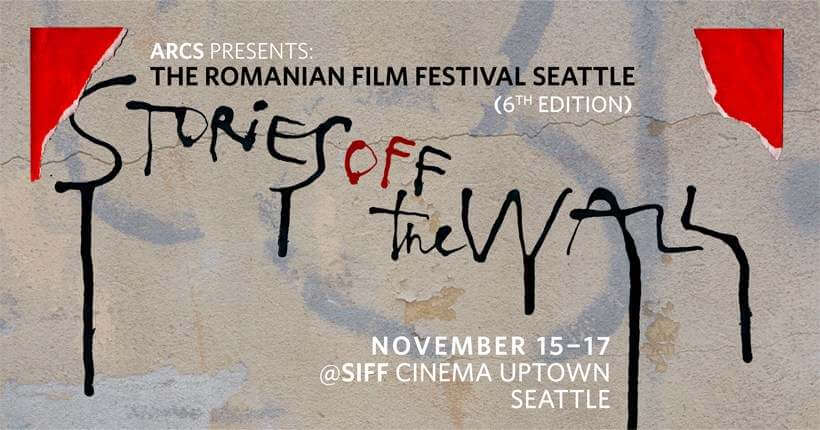 ARCS PRESENTS:
THE ROMANIAN FILM FESTIVAL SEATTLE
(6TH EDITION)
STORiES OFF
the WALL
NOVEMBER 15–17
@SIFF CINEMA UPTOWN
SEATTLE